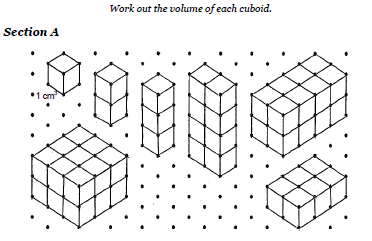 Work out the volume of each cuboid.
Section A
1 cm³